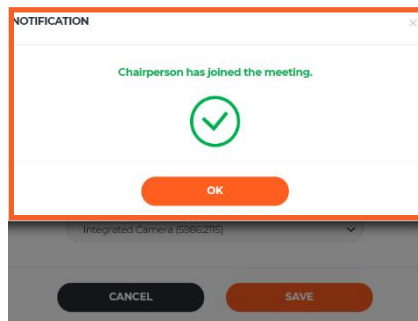 NOTIFICATION
Chairperson has joined the meeting.
OK
Integrated Camera (5986:2115)
CANCEL
SAVE